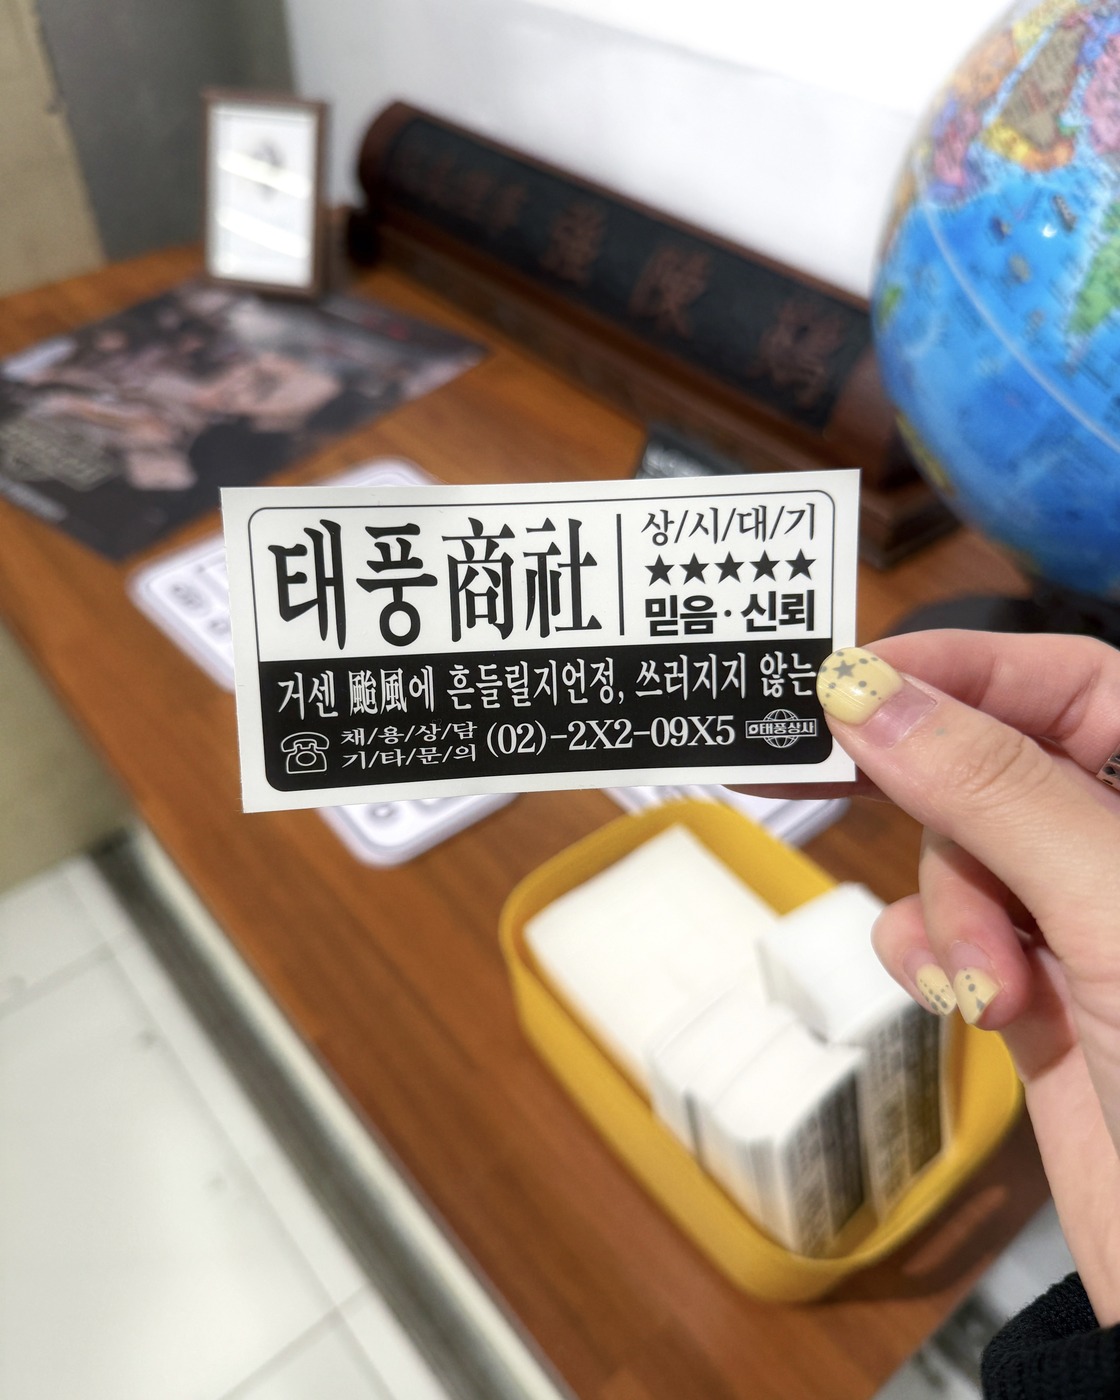 태풍商社
상/시/대/기
★★★★★
믿음·신뢰
거센 颱風에 흔들릴지언정, 쓰러지지 않는
채/용/상/담
기/타/문/의
(02)-2X2-09X5
태풍상사